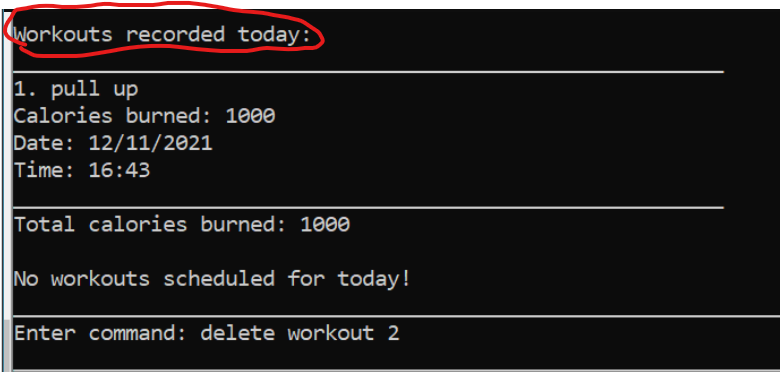 Workouts recorded today:
1. pull up
Calories burned: 1000
Date: 12/11/2021
Time: 16:43
Total calories burned: 1000
No workouts scheduled for today!
Enter command: delete workout 2